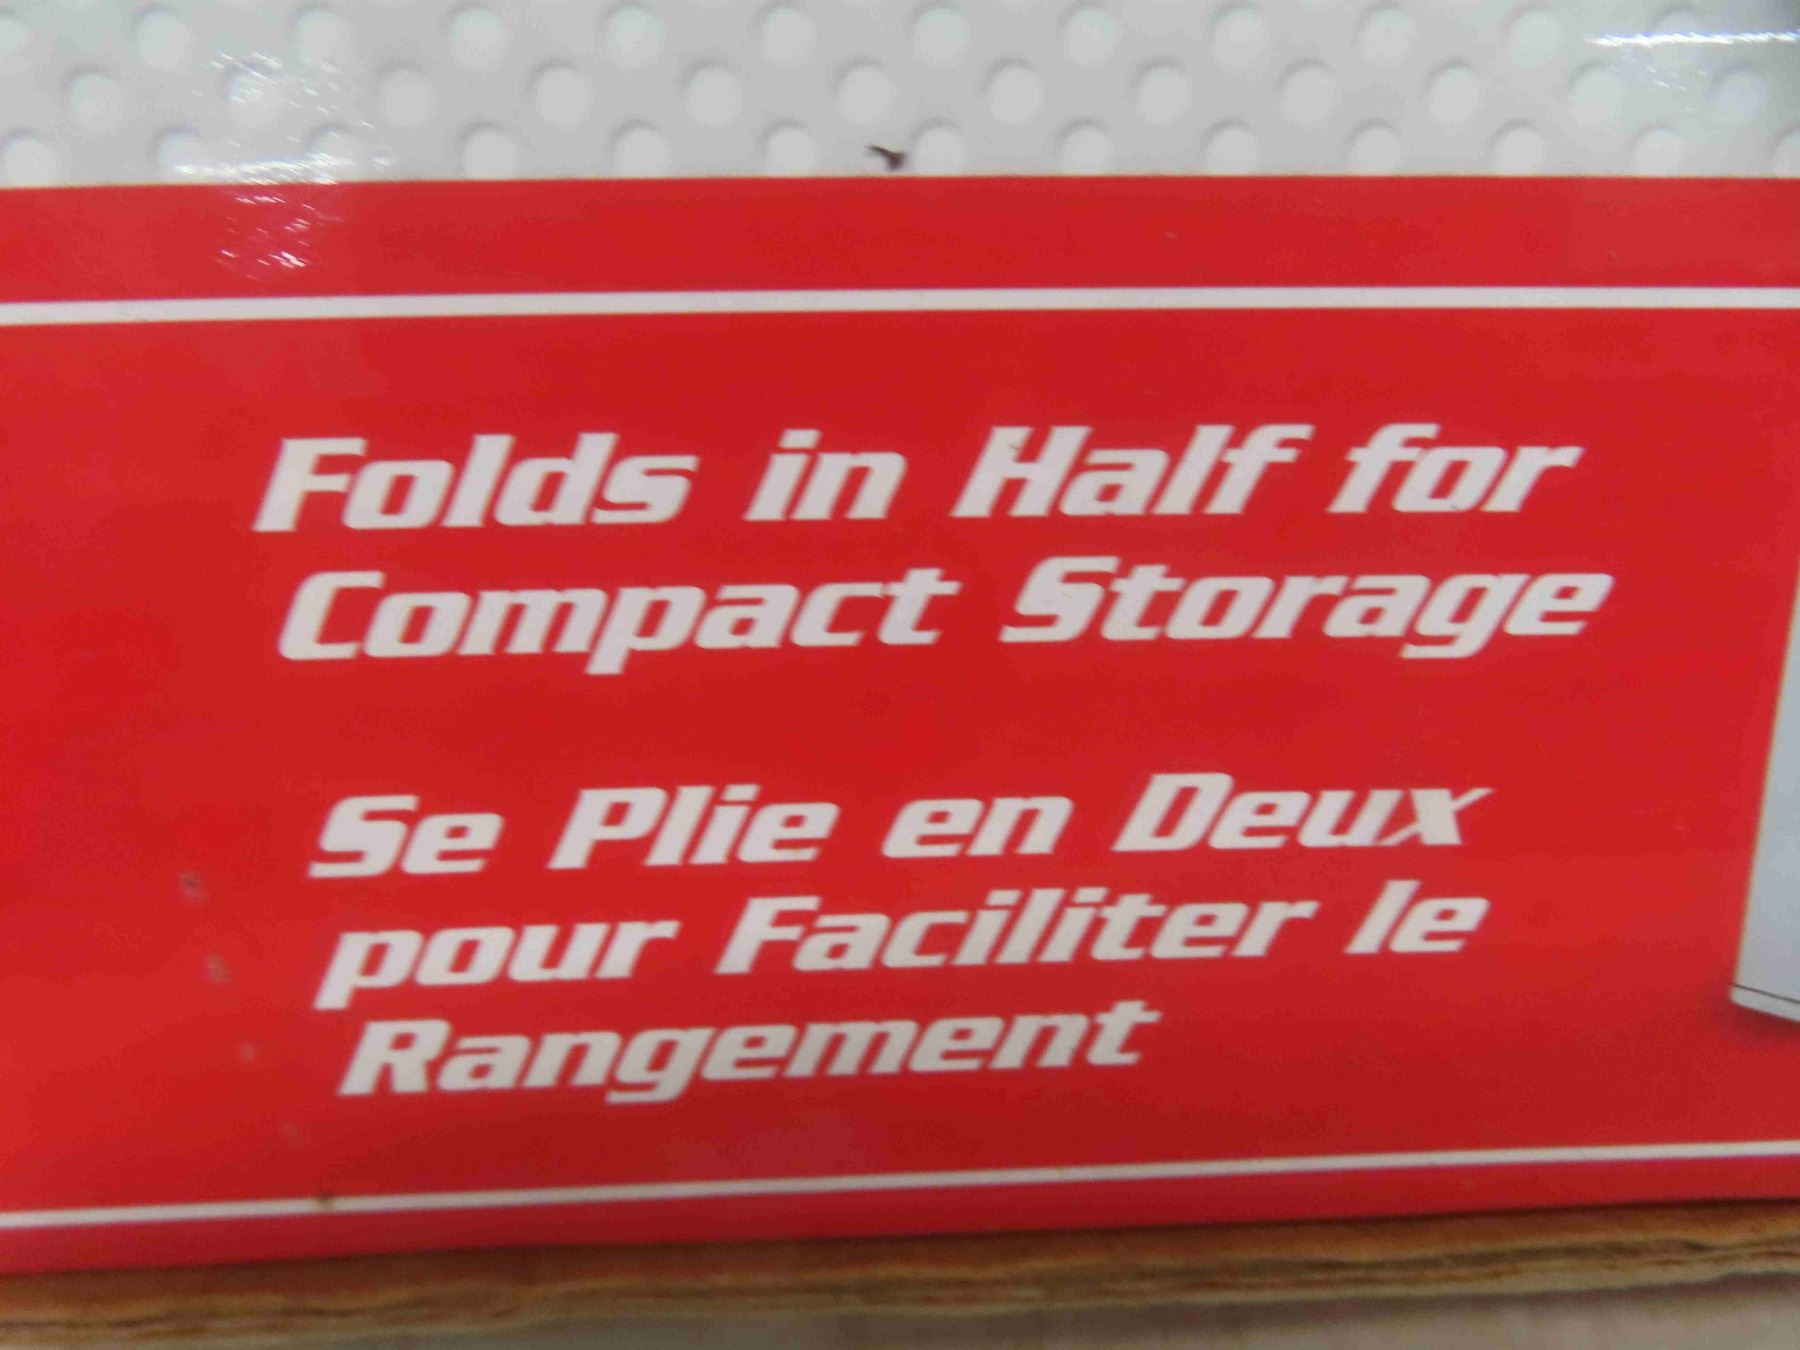 Folds in Half for
Compact Storage
Se Plie en Deux
pour Faciliter le
Rangement